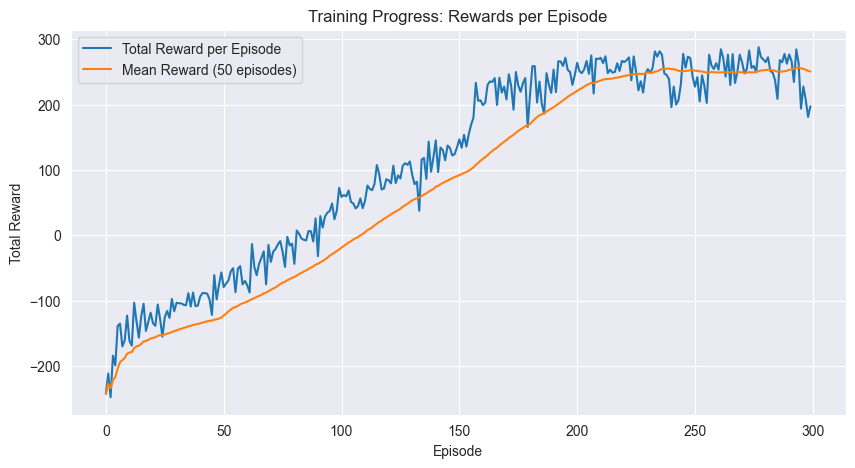 Training Progress: Rewards per Episode
Total Reward per Episode
Mean Reward (50 episodes)
Total Reward
300
200
100
0
−100
−200
0 50 100 150 200 250 300
Episode